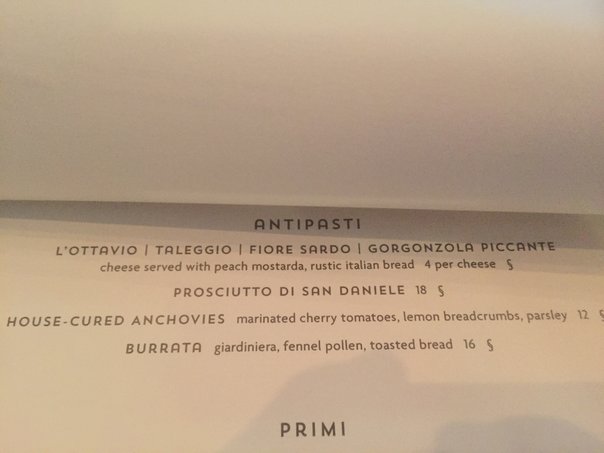 ANTIPASTI
L'OTTAVIO | TALEGGIO | FIORE SARDO | GORGONZOLA PICCANTE
cheese served with peach mostarda, rustic italian bread 4 per cheese §
PROSCIUTTO DI SAN DANIELE 18 §
HOUSE-CURED ANCHOVIES marinated cherry tomatoes, lemon breadcrumbs, parsley 12 §
BURRATA giardiniera, fennel pollen, toasted bread 16 §
PRIMI